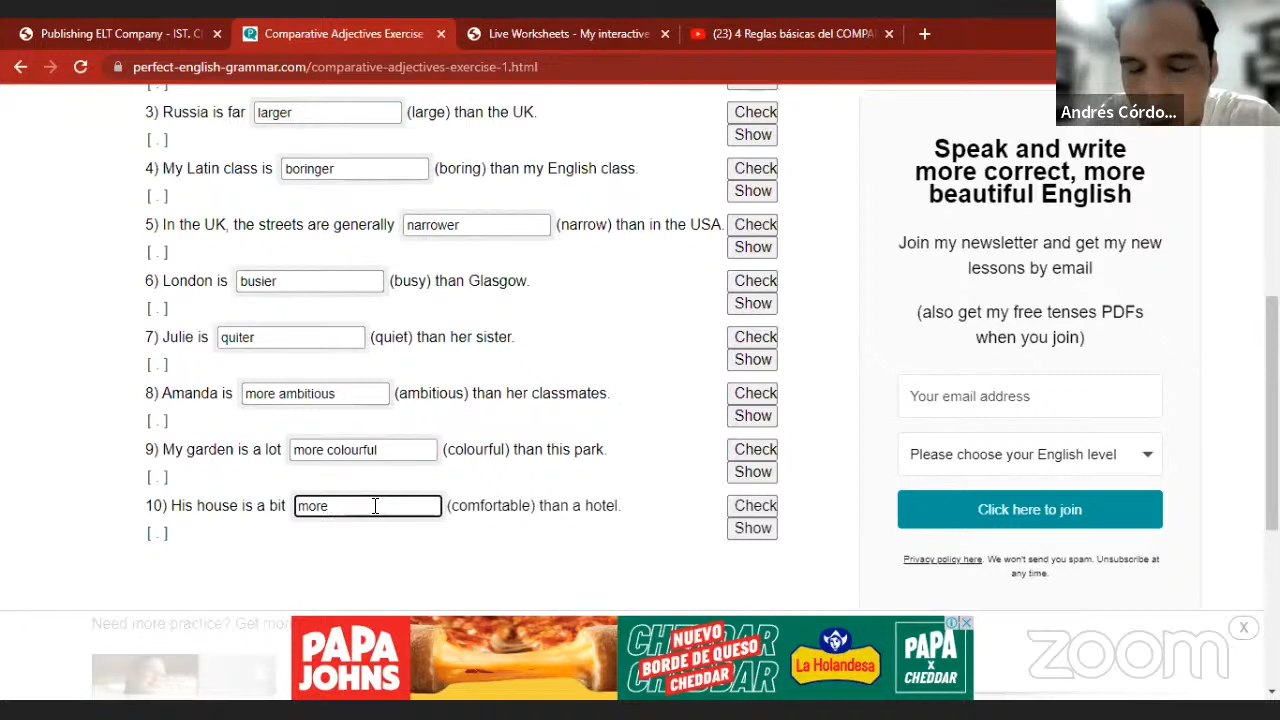 Publishing ELT Company - IST. C
Comparative Adjectives Exercise
Live Worksheets - My interactive
(23) 4 Reglas básicas del COMPA
perfect-english-grammar.com/comparative-adjectives-exercise-1.html
Andrés Córdo...
3) Russia is far larger (large) than the UK. Check
[ . ] Show
4) My Latin class is boringer (boring) than my English class. Check
[ . ] Show
5) In the UK, the streets are generally narrower (narrow) than in the USA. Check
[ . ] Show
6) London is busier (busy) than Glasgow. Check
[ . ] Show
7) Julie is quiter (quiet) than her sister. Check
[ . ] Show
8) Amanda is more ambitious (ambitious) than her classmates. Check
[ . ] Show
9) My garden is a lot more colourful (colourful) than this park. Check
[ . ] Show
10) His house is a bit more (comfortable) than a hotel. Check
[ . ] Show
Speak and write
more correct, more
beautiful English
Join my newsletter and get my new
lessons by email
(also get my free tenses PDFs
when you join)
Your email address
Please choose your English level
Click here to join
Privacy policy here. We won't send you spam. Unsubscribe at
any time.
Need more practice? Get mor
PAPA
JOHNS
CHEDDAR
NUEVO
BORDE DE QUESO
CHEDDAR
CHEDDAR
La Holandesa
PAPA
X
CHEDDAR
X
zoom